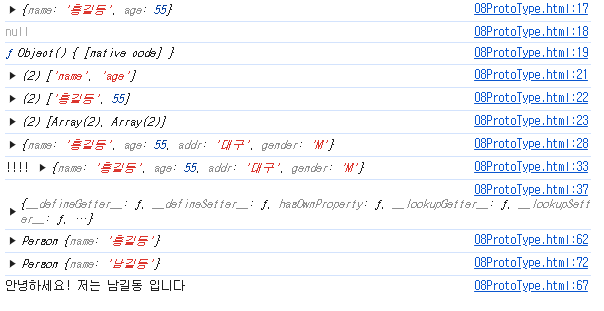 ▶ {name: '홍길동', age: 55} 08ProtoType.html:17
null 08ProtoType.html:18
ƒ Object() { [native code] } 08ProtoType.html:19
▶ (2) ['name', 'age'] 08ProtoType.html:21
▶ (2) ['홍길동', 55] 08ProtoType.html:22
▶ (2) [Array(2), Array(2)] 08ProtoType.html:23
▶ {name: '홍길동', age: 55, addr: '대구', gender: 'M'} 08ProtoType.html:28
!!!! ▶ {name: '홍길동', age: 55, addr: '대구', gender: 'M'} 08ProtoType.html:33
08ProtoType.html:37
▶ {__defineGetter__: ƒ, __defineSetter__: ƒ, hasOwnProperty: ƒ, __lookupGetter__: ƒ, __lookupSett
er__: ƒ, …}
▶ Person {name: '홍길동'} 08ProtoType.html:62
▶ Person {name: '남길동'} 08ProtoType.html:72
안녕하세요! 저는 남길동 입니다 08ProtoType.html:67